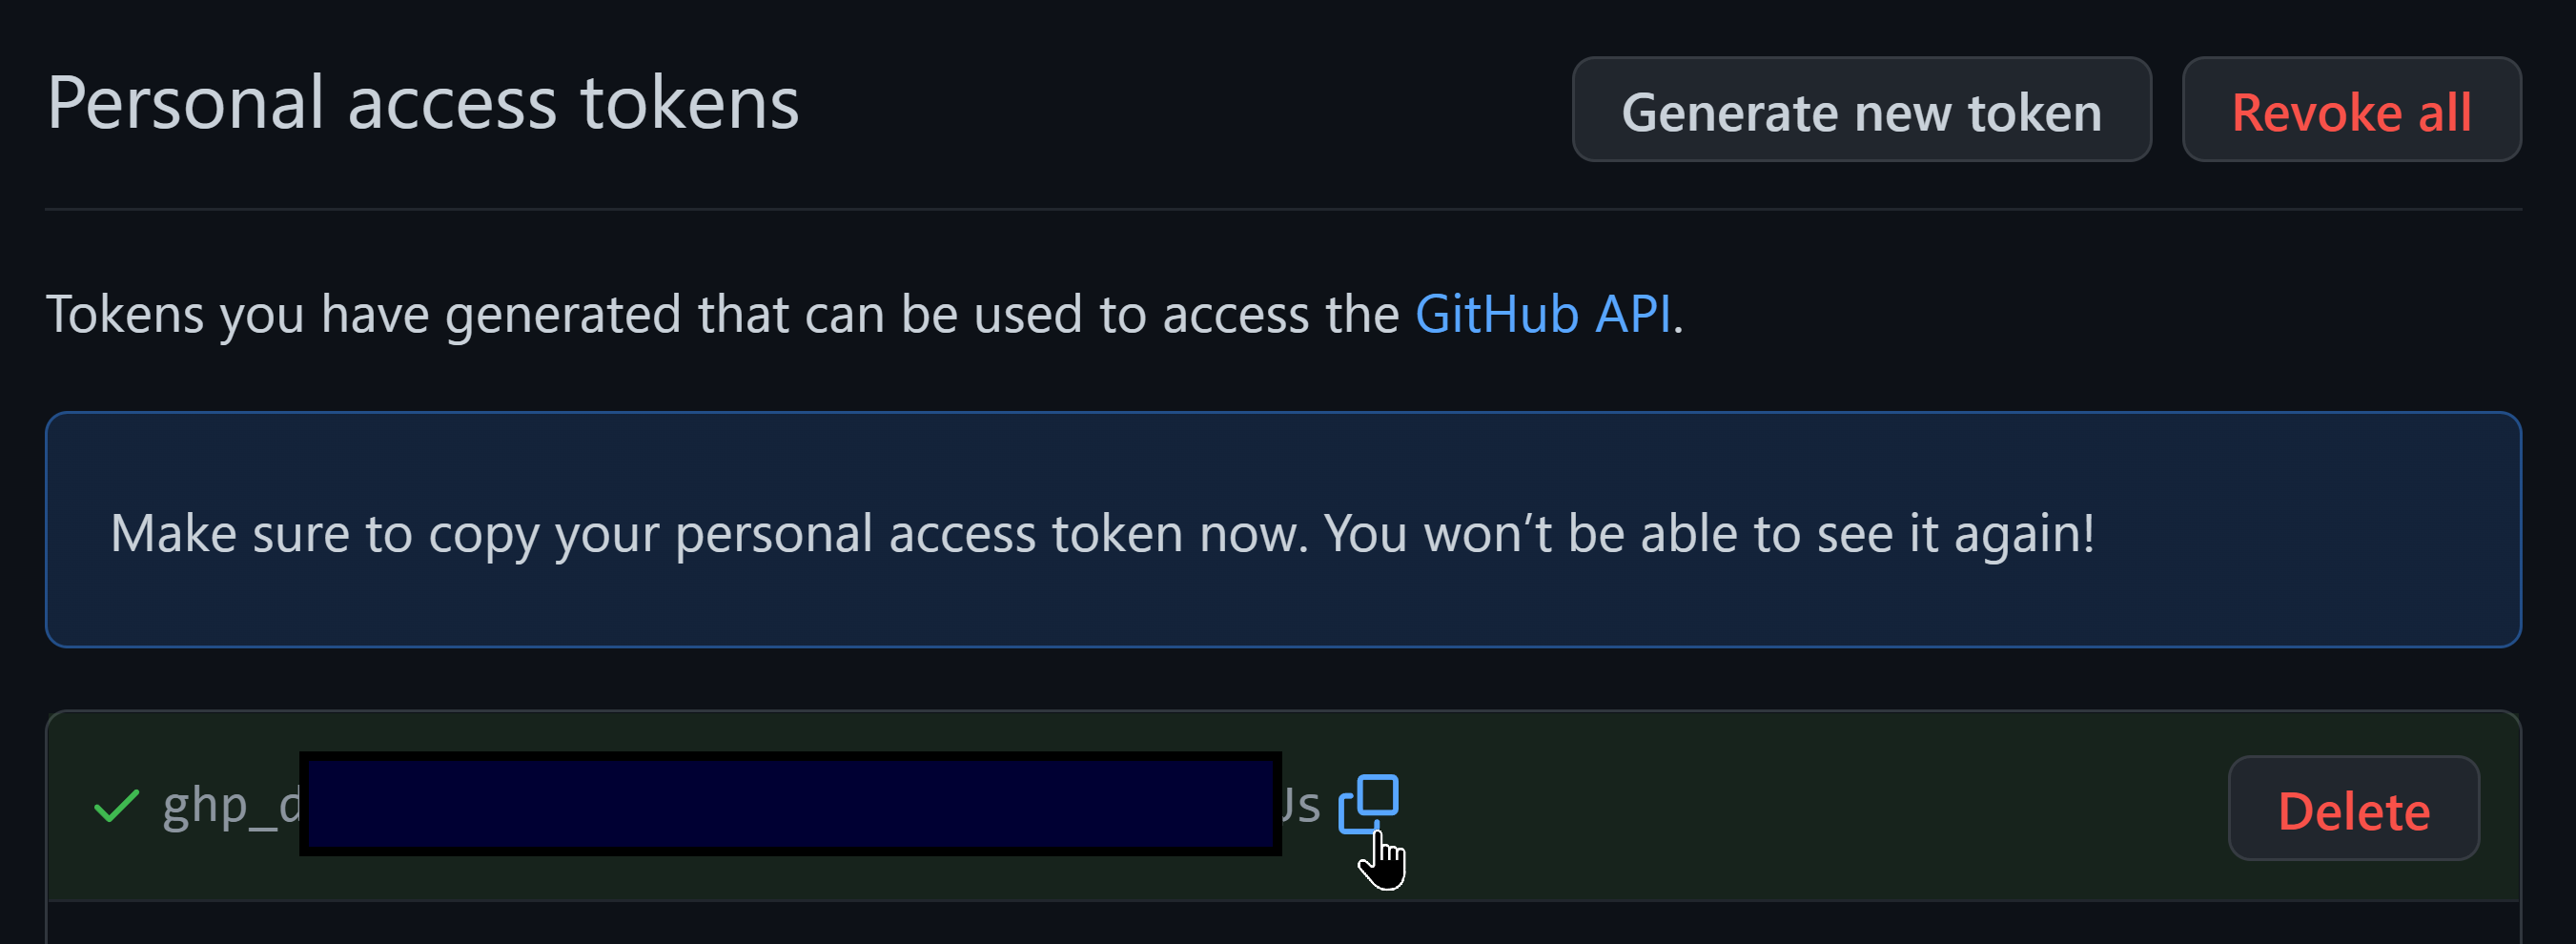 Personal access tokens
Generate new token
Revoke all
Tokens you have generated that can be used to access the GitHub API.
Make sure to copy your personal access token now. You won’t be able to see it again!
ghp_d
Delete